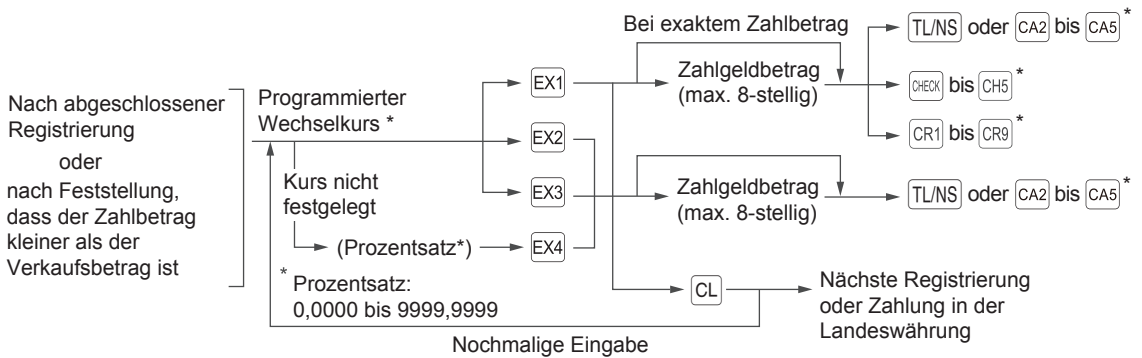 Bei exaktem Zahlbetrag
TL/NS oder CA2 bis CA5 *
Nach abgeschlossener
Registrierung
oder
nach Feststellung,
dass der Zahlbetrag
kleiner als der
Verkaufsbetrag ist
Programmierter
Wechselkurs *
EX1
Zahlgeldbetrag
(max. 8-stellig)
CHECK bis CH5 *
CR1 bis CR9 *
EX2
Kurs nicht
festgelegt
EX3
Zahlgeldbetrag
(max. 8-stellig)
TL/NS oder CA2 bis CA5 *
(Prozentsatz*)
EX4
* Prozentsatz:
0,0000 bis 9999,9999
CL
Nächste Registrierung
oder Zahlung in der
Landeswährung
Nochmalige Eingabe